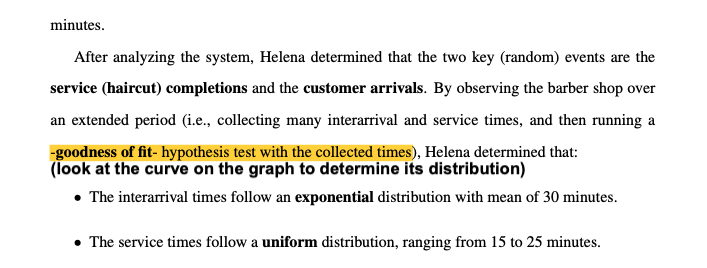 minutes.
After analyzing the system, Helena determined that the two key (random) events are the
service (haircut) completions and the customer arrivals. By observing the barber shop over
an extended period (i.e., collecting many interarrival and service times, and then running a
-goodness of fit- hypothesis test with the collected times), Helena determined that:
(look at the curve on the graph to determine its distribution)
• The interarrival times follow an exponential distribution with mean of 30 minutes.
• The service times follow a uniform distribution, ranging from 15 to 25 minutes.